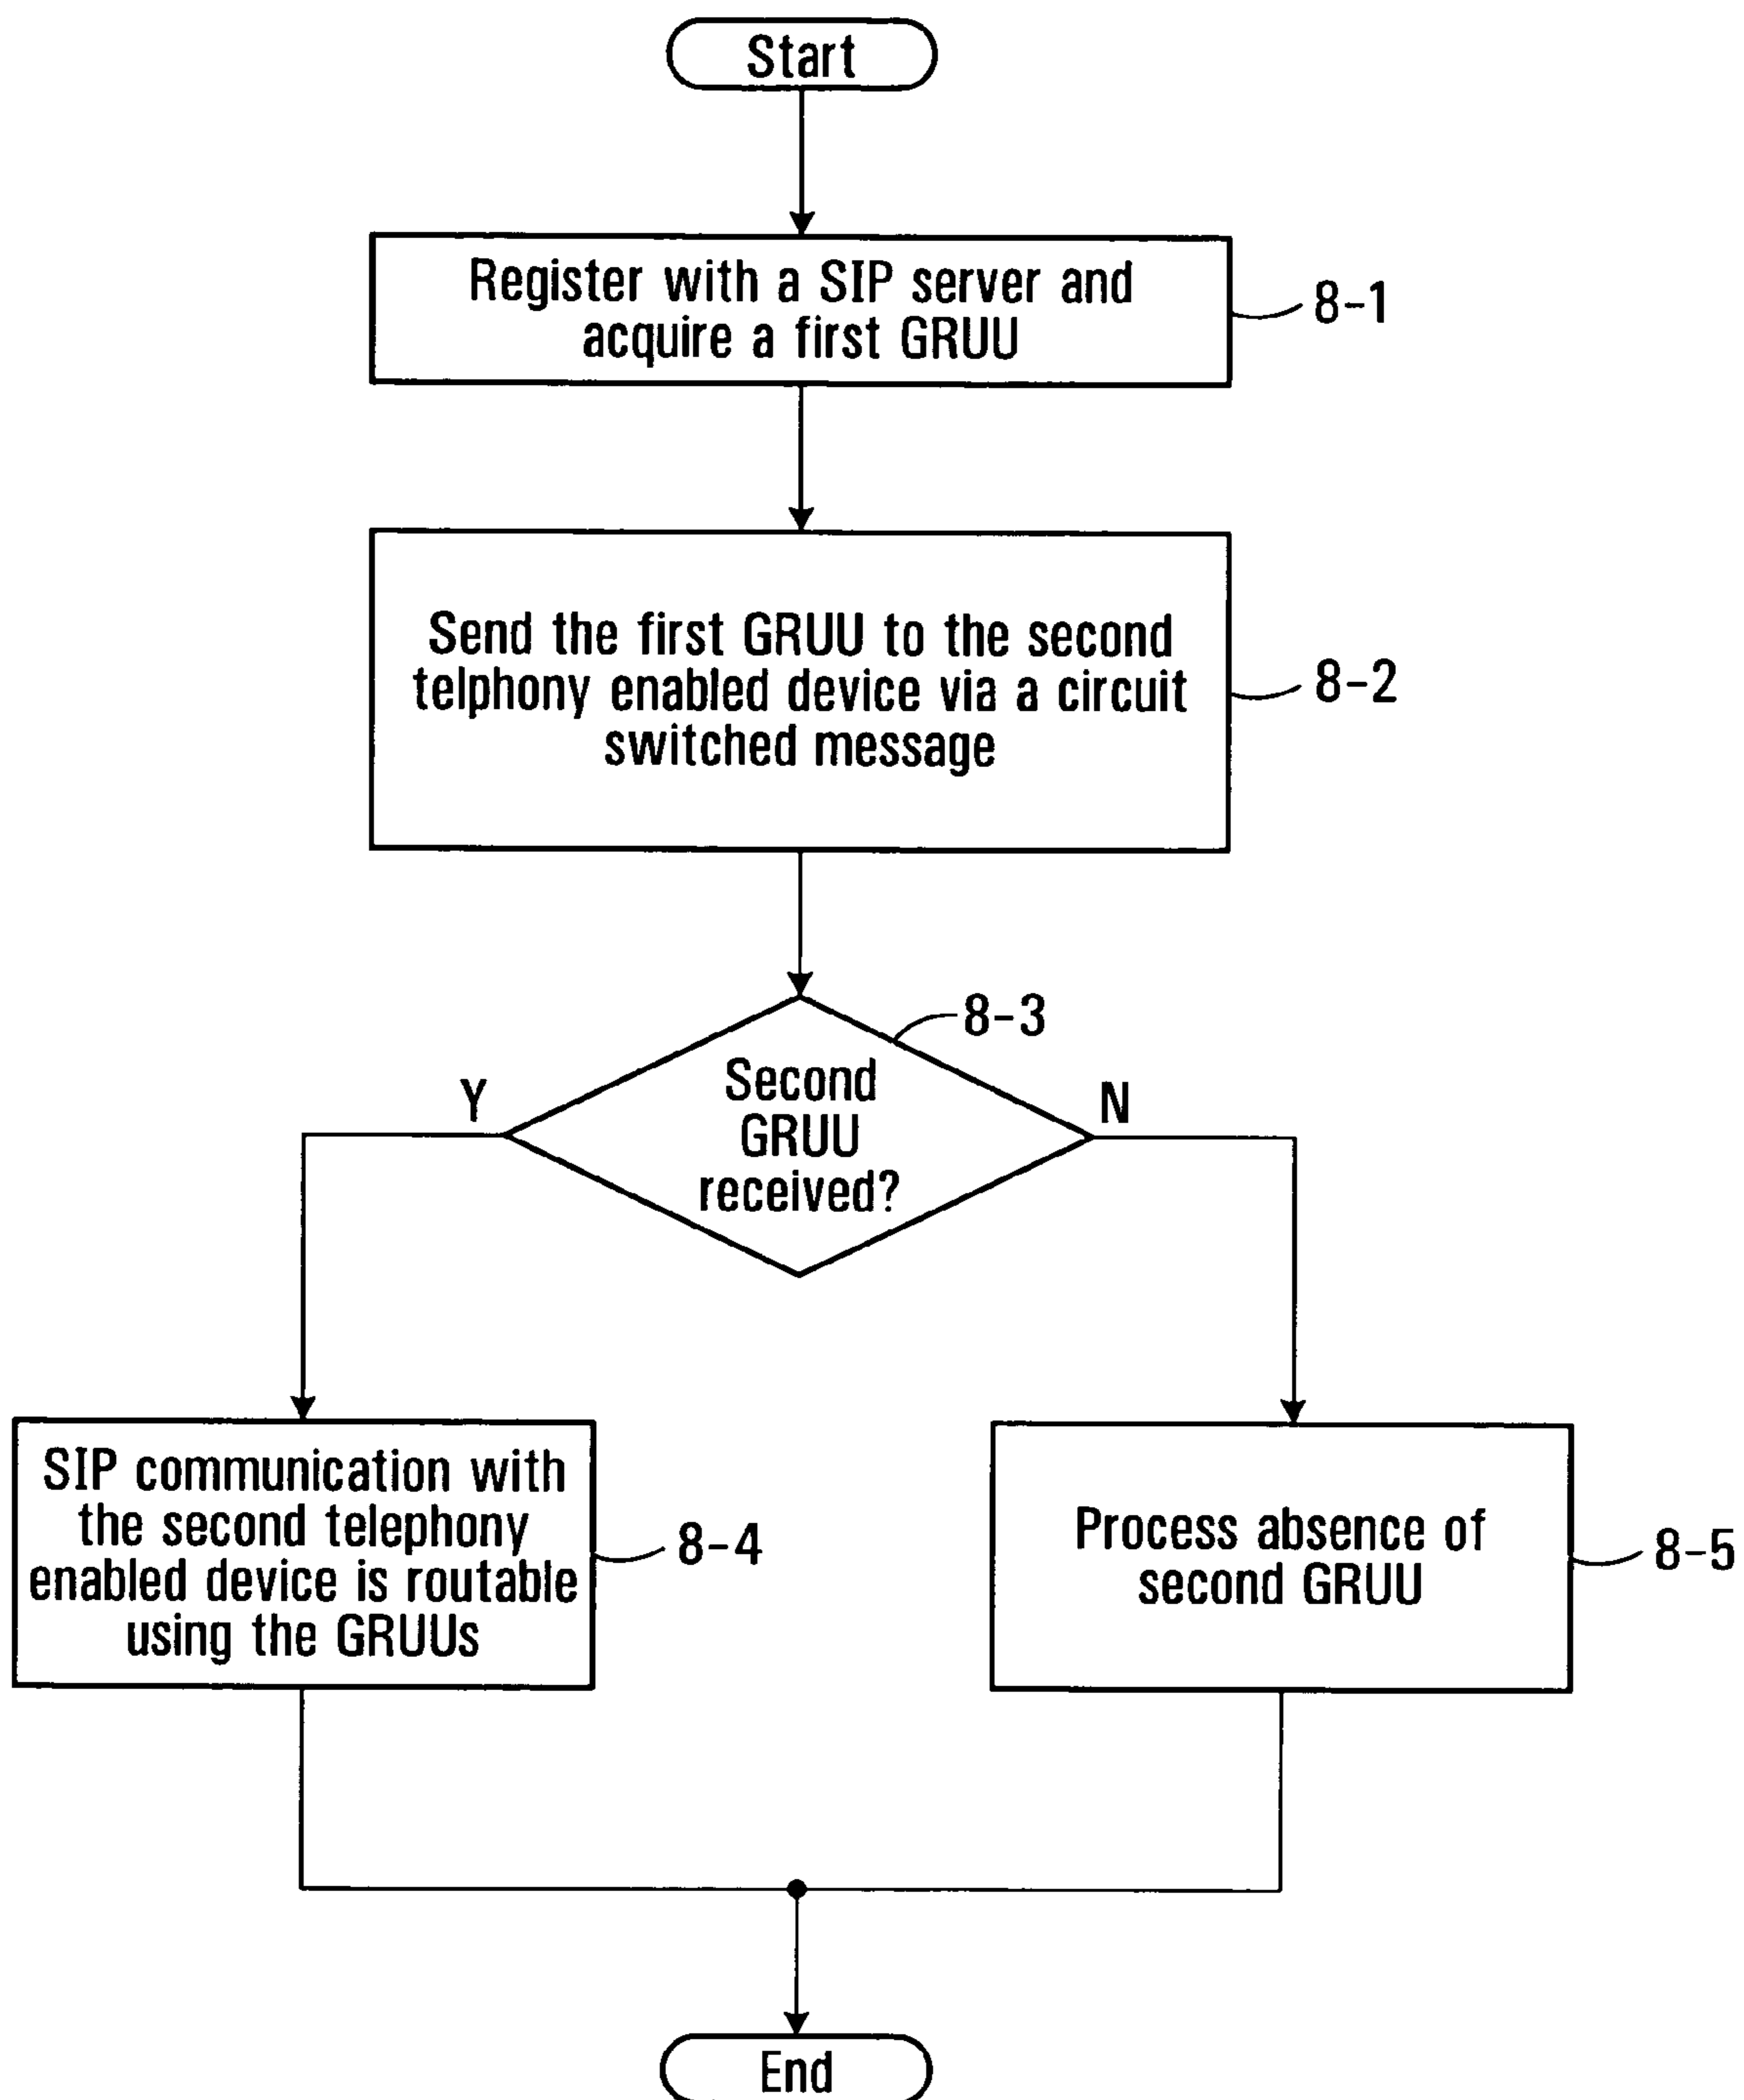 Start
Register with a SIP server and
acquire a first GRUU
8-1
Send the first GRUU to the second
telphony enabled device via a circuit
switched message
8-2
8-3
Second
GRUU
received?
Y
N
SIP communication with
the second telephony
enabled device is routable
using the GRUUs
8-4
Process absence of
second GRUU
8-5
End